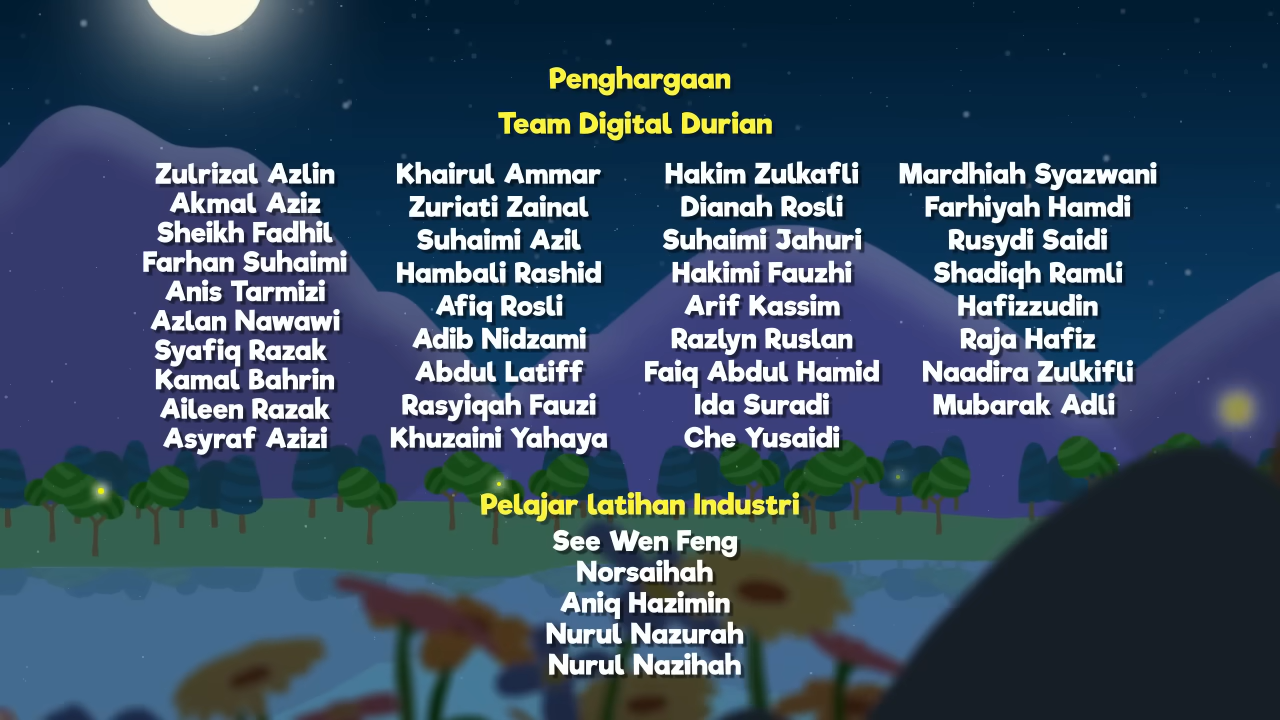 Penghargaan
Team Digital Durian
Zulrizal Azlin
Akmal Aziz
Sheikh Fadhil
Farhan Suhaimi
Anis Tarmizi
Azlan Nawawi
Syafiq Razak
Kamal Bahrin
Aileen Razak
Asyraf Azizi
Khairul Ammar
Zuriati Zainal
Suhaimi Azil
Hambali Rashid
Afiq Rosli
Adib Nidzami
Abdul Latiff
Rasyiqah Fauzi
Khuzaini Yahaya
Hakim Zulkafli
Dianah Rosli
Suhaimi Jahuri
Hakimi Fauzhi
Arif Kassim
Razlyn Ruslan
Faiq Abdul Hamid
Ida Suradi
Che Yusaidi
Mardhiah Syazwani
Farhiyah Hamdi
Rusydi Saidi
Shadiqh Ramli
Hafizzudin
Raja Hafiz
Naadira Zulkifli
Mubarak Adli
Pelajar latihan Industri
See Wen Feng
Norsaihah
Aniq Hazimin
Nurul Nazurah
Nurul Nazihah